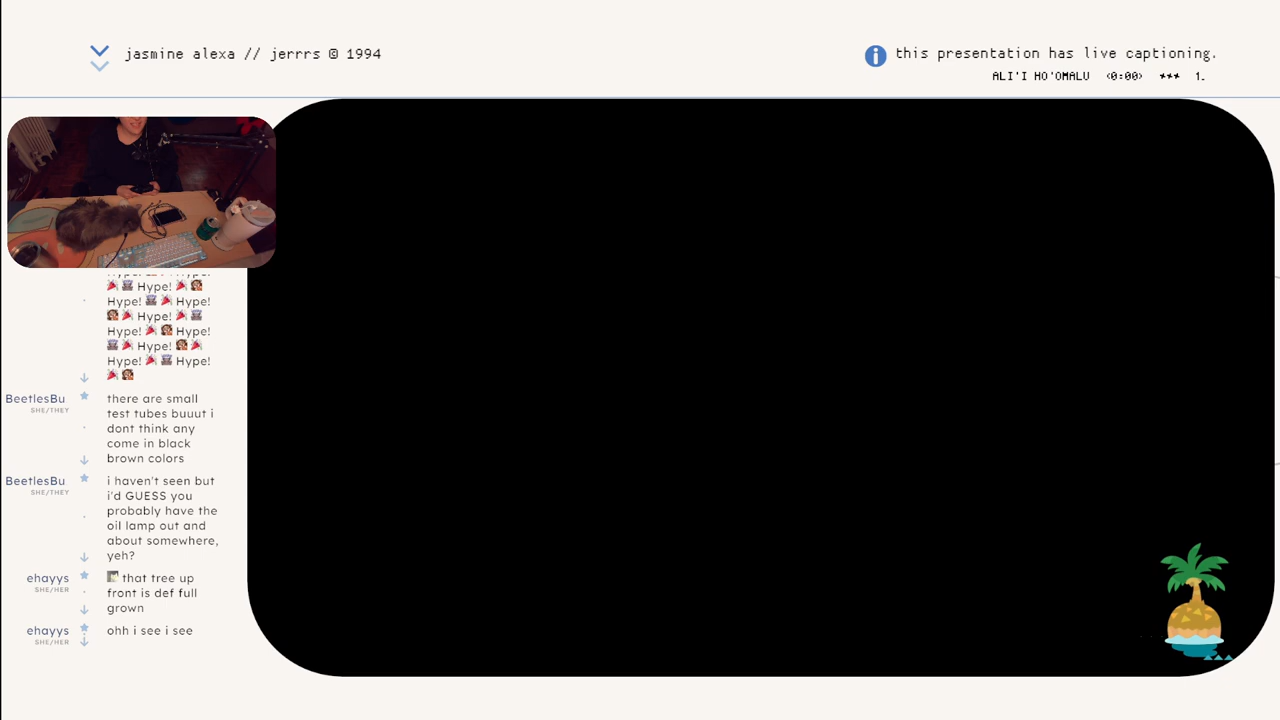 jasmine alexa // jerrrs © 1994
this presentation has live captioning.
ALI'I HO'OMALU <0:00> *** 1.
Hype! Hype!
Hype!
Hype! Hype!
Hype!
Hype! Hype!
Hype!
Hype! Hype!
BeetlesBu
SHE/THEY
there are small
test tubes buuut i
dont think any
come in black
brown colors
BeetlesBu
SHE/THEY
i haven't seen but
i'd GUESS you
probably have the
oil lamp out and
about somewhere,
yeh?
ehayys
SHE/HER
that tree up
front is def full
grown
ehayys
SHE/HER
ohh i see i see